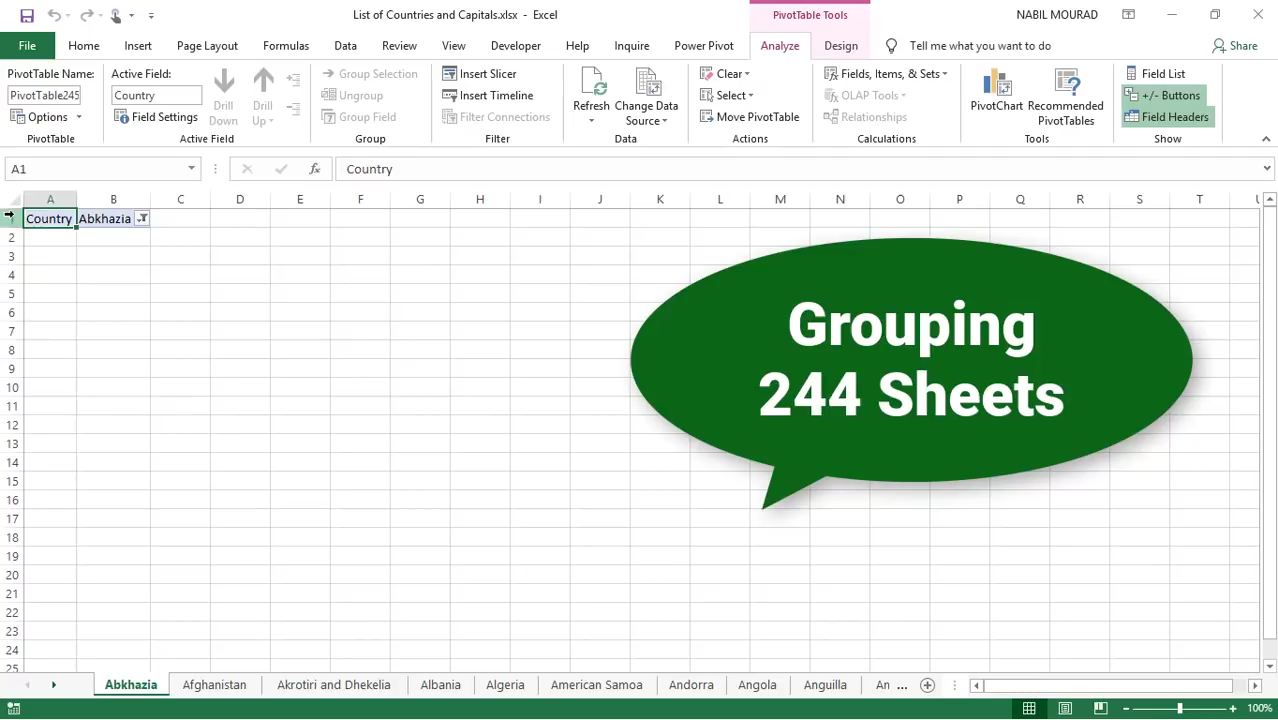 List of Countries and Capitals.xlsx - Excel
PivotTable Tools
NABIL MOURAD
File
Home
Insert
Page Layout
Formulas
Data
Review
View
Developer
Help
Inquire
Power Pivot
Analyze
Design
Tell me what you want to do
Share
PivotTable Name:
PivotTable245
Options
PivotTable
Active Field:
Country
Field Settings
Drill
Down
Drill
Up
Active Field
Group Selection
Ungroup
Group Field
Group
Insert Slicer
Insert Timeline
Filter Connections
Filter
Refresh
Change Data
Source
Data
Clear
Select
Move PivotTable
Actions
Fields, Items, & Sets
OLAP Tools
Relationships
Calculations
PivotChart
Recommended
PivotTables
Tools
Field List
+/- Buttons
Field Headers
Show
A1
fx
Country
A B C D E F G H I J K L M N O P Q R S T
Country Abkhazia
2
3
4
5
6
7
8
9
10
11
12
13
14
15
16
17
18
19
20
21
22
23
24
25
Grouping
244 Sheets
Abkhazia
Afghanistan
Akrotiri and Dhekelia
Albania
Algeria
American Samoa
Andorra
Angola
Anguilla
An ...
100%